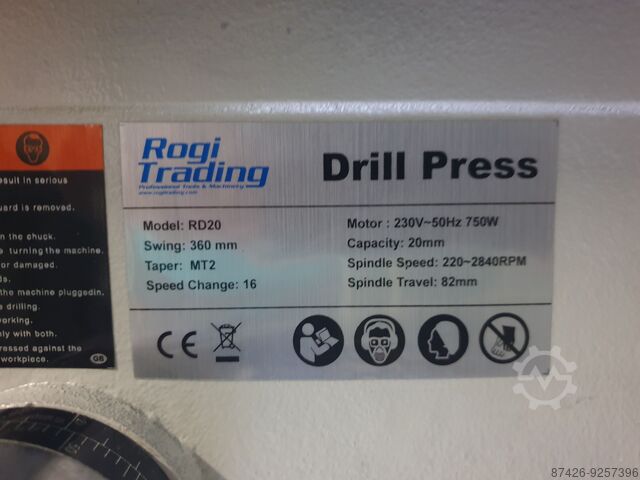 Rogi
Trading
Professional Tools & Machinery
www.rogitrading.com
Drill Press
Model: RD20
Swing: 360 mm
Taper: MT2
Speed Change: 16
Motor : 230V~50Hz 750W
Capacity: 20mm
Spindle Speed: 220~2840RPM
Spindle Travel: 82mm
CE
esult in serious
uard is removed.
n the chuck.
turning the machine.
or damaged.
ds.
the machine pluggedin.
e drilling.
working.
nly with both.
ressed against the
workpiece.
GB
87426-9257396